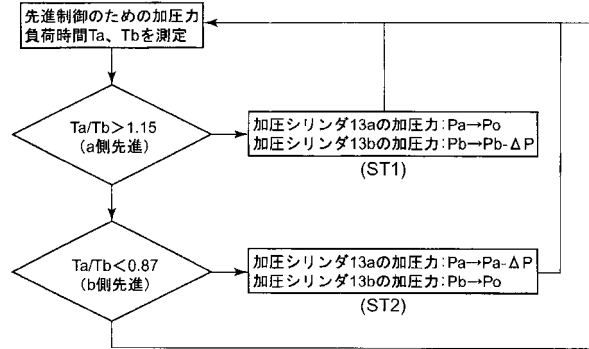 先進制御のための加圧力
負荷時間Ta、Tbを測定
Ta/Tb＞1.15
(a側先進)
加圧シリンダ13aの加圧力：Pa→Po
加圧シリンダ13bの加圧力：Pb→Pb-ΔP
(ST1)
Ta/Tb＜0.87
(b側先進)
加圧シリンダ13aの加圧力：Pa→Pa-ΔP
加圧シリンダ13bの加圧力：Pb→Po
(ST2)